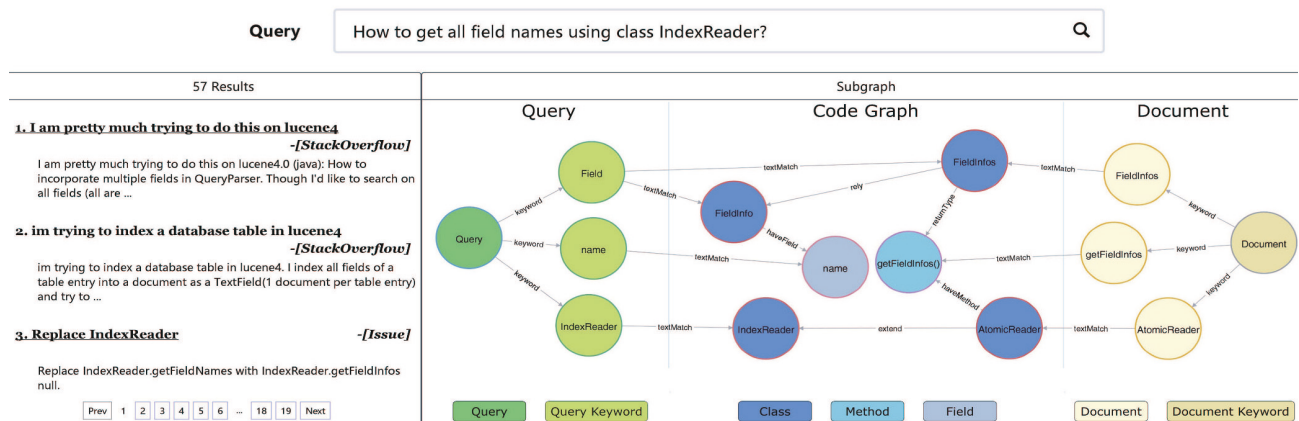 Query
How to get all field names using class IndexReader?
57 Results
1. I am pretty much trying to do this on lucene4
-[StackOverflow]
I am pretty much trying to do this on lucene4.0 (java): How to
incorporate multiple fields in QueryParser. Though I'd like to search on
all fields (all are ...
2. im trying to index a database table in lucene4
-[StackOverflow]
im trying to index a database table in lucene4. I index all fields of a
table entry into a document as a TextField(1 document per table entry)
and try to ...
3. Replace IndexReader -[Issue]
Replace IndexReader.getFieldNames with IndexReader.getFieldInfos
null.
Prev 1 2 3 4 5 6 ... 18 19 Next
Subgraph
Query Code Graph Document
Field
textMatch
FieldInfos
textMatch
FieldInfos
keyword
textMatch
rely
FieldInfo
returnType
keyword
Query
keyword
name
haveField
textMatch
name
getFieldInfos()
textMatch
getFieldInfos
keyword
Document
keyword
haveMethod
keyword
IndexReader
textMatch
IndexReader
extend
AtomicReader
textMatch
AtomicReader
Query
Query Keyword
Class
Method
Field
Document
Document Keyword